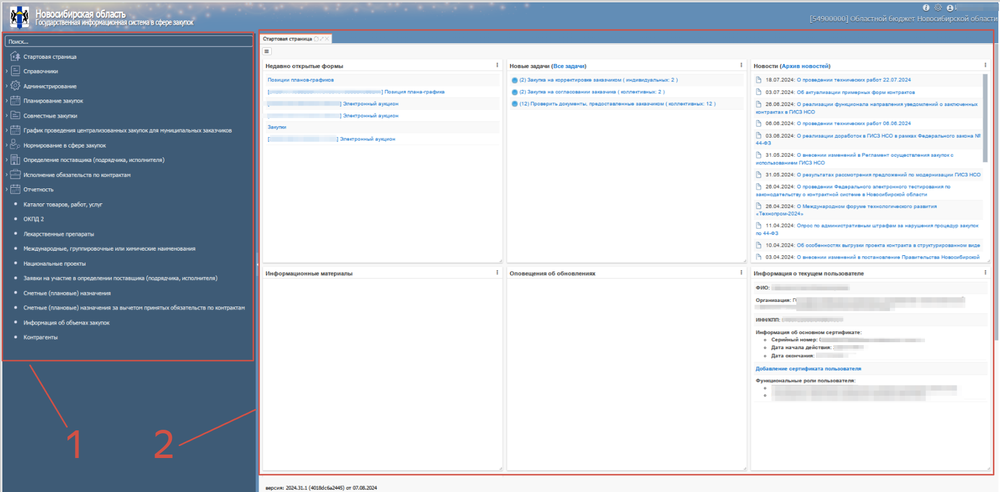 Новосибирская область
Государственная информационная система в сфере закупок
[54900000] Областной бюджет Новосибирской области
Поиск...
Стартовая страница
Справочники
Администрирование
Планирование закупок
Совместные закупки
График проведения централизованных закупок для муниципальных заказчиков
Нормирование в сфере закупок
Определение поставщика (подрядчика, исполнителя)
Исполнение обязательств по контрактам
Отчетность
Каталог товаров, работ, услуг
ОКПД 2
Лекарственные препараты
Международные, группировочные или химические наименования
Национальные проекты
Заявки на участие в определении поставщика (подрядчика, исполнителя)
Сметные (плановые) назначения
Сметные (плановые) назначения за вычетом принятых обязательств по контрактам
Информация об объемах закупок
Контрагенты
1
2
Стартовая страница
Недавно открытые формы
Позиции планов-графиков
[ ] Позиция плана-графика
] Электронный аукцион
] Электронный аукцион
Закупки
[ ] Электронный аукцион
Новые задачи (Все задачи)
(2) Закупка на корректировке заказчиком ( индивидуальных: 2 )
(2) Закупка на согласовании заказчика ( коллективных: 2 )
(12) Проверить документы, предоставленные заказчиком ( коллективных: 12 )
Новости (Архив новостей)
18.07.2024: О проведении технических работ 22.07.2024
03.07.2024: Об актуализации примерных форм контрактов
26.06.2024: О реализации функционала направления уведомлений о заключенных
контрактах в ГИСЗ НСО
06.06.2024: О проведении технических работ 06.06.2024
03.06.2024: О реализации доработок в ГИСЗ НСО в рамках Федерального закона №
44-ФЗ
31.05.2024: О внесении изменений в Регламент осуществления закупок с
использованием ГИСЗ НСО
31.05.2024: О результатах рассмотрения предложений по модернизации ГИСЗ НСО
26.04.2024: О проведении Федерального электронного тестирования по
законодательству о контрактной системе в Новосибирской области
26.04.2024: О Международном форуме технологического развития
«Технопром-2024»
11.04.2024: Опрос по административным штрафам за нарушения процедур закупок
по 44-ФЗ
10.04.2024: Об особенностях выгрузки проекта контракта в структурированном виде
03.04.2024: О внесении изменений в постановление Правительства Новосибирской
Информационные материалы
Оповещения об обновлениях
Информация о текущем пользователе
ФИО:
Организация:
ИНН/КПП:
Информация об основном сертификате:
Серийный номер:
Дата начала действия:
Дата окончания:
Добавление сертификата пользователя
Функциональные роли пользователя:
версия: 2024.31.1 (4018dc6a2445) от 07.08.2024